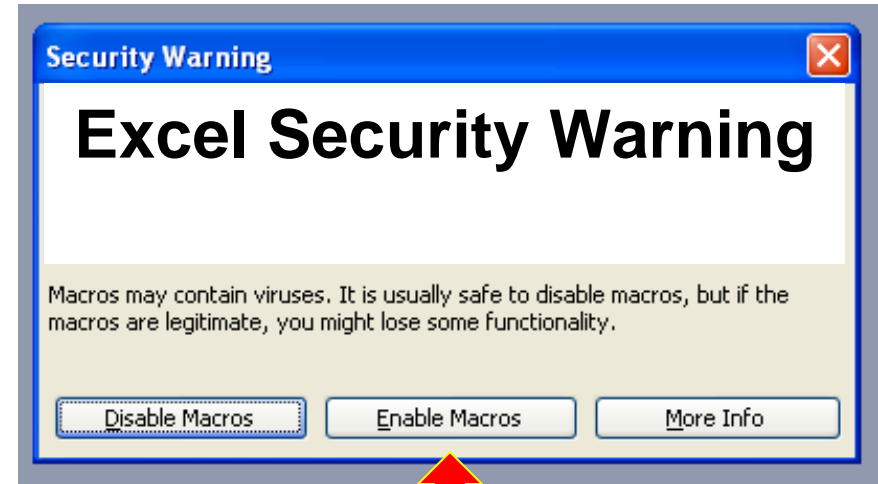 Security Warning
Excel Security Warning
Macros may contain viruses. It is usually safe to disable macros, but if the
macros are legitimate, you might lose some functionality.
Disable Macros Enable Macros More Info